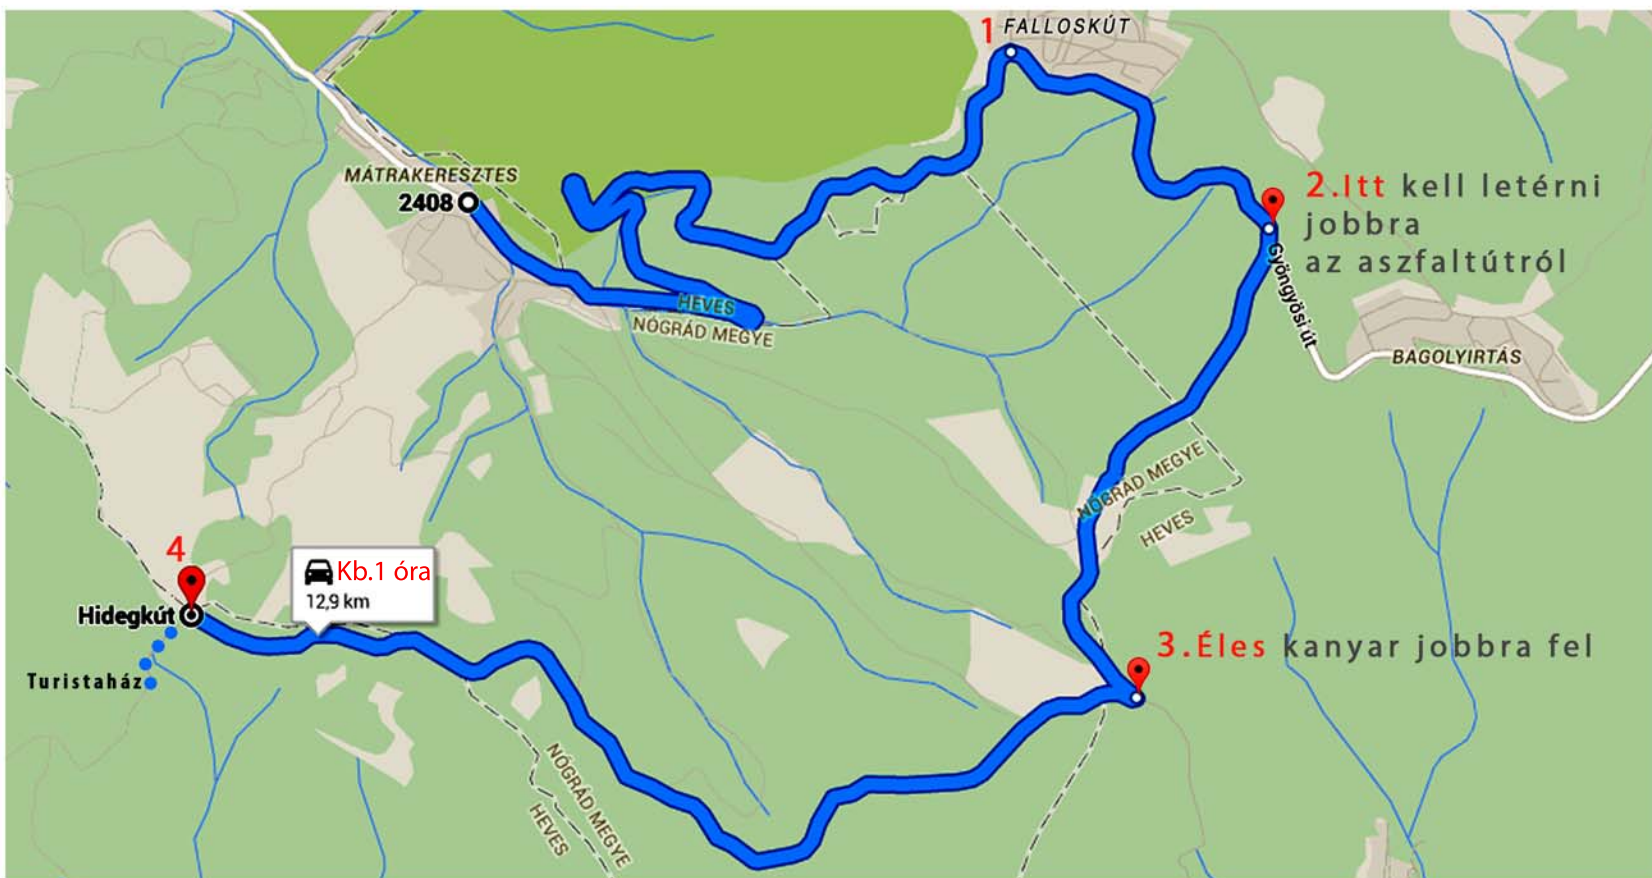 1 FALLOSKÚT
MÁTRAKERESZTES
2408
2.Itt kell letérni
jobbra
az aszfaltútról
Gyöngyösi út
HEVES
NÓGRÁD MEGYE
BAGOLYIRTÁS
NÓGRÁD MEGYE
HEVES
4
Kb.1 óra
12,9 km
Hidegkút
Turistaház
3.Éles kanyar jobbra fel
NÓGRÁD MEGYE
HEVES